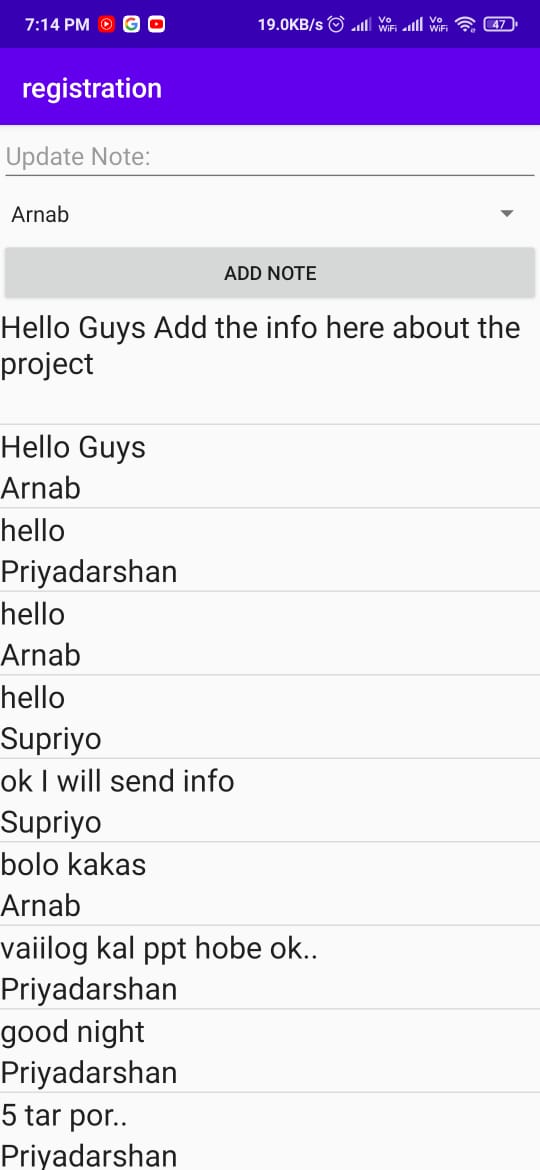 7:14 PM
19.0KB/s
Vo WiFi
Vo WiFi
47
registration
Update Note:
Arnab
ADD NOTE
Hello Guys Add the info here about the
project
Hello Guys
Arnab
hello
Priyadarshan
hello
Arnab
hello
Supriyo
ok I will send info
Supriyo
bolo kakas
Arnab
vaiilog kal ppt hobe ok..
Priyadarshan
good night
Priyadarshan
5 tar por..
Priyadarshan